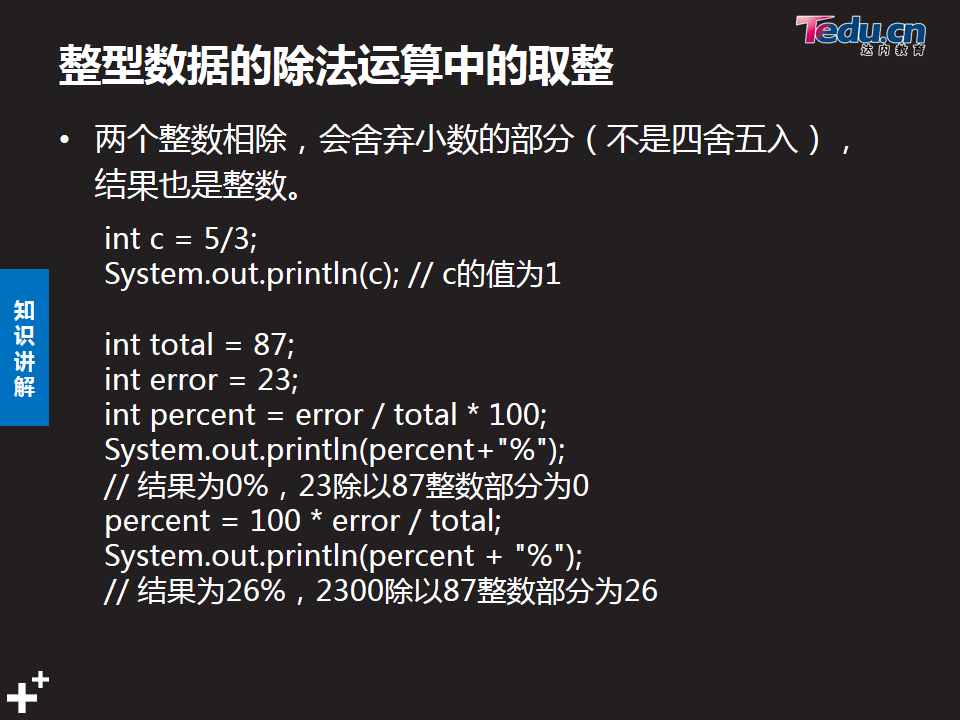 Tedu.cn
达内教育
整型数据的除法运算中的取整
• 两个整数相除，会舍弃小数的部分（不是四舍五入），
结果也是整数。
int c = 5/3;
System.out.println(c); // c的值为1
int total = 87;
int error = 23;
int percent = error / total * 100;
System.out.println(percent+"%");
// 结果为0%，23除以87整数部分为0
percent = 100 * error / total;
System.out.println(percent + "%");
// 结果为26%，2300除以87整数部分为26
知识讲解